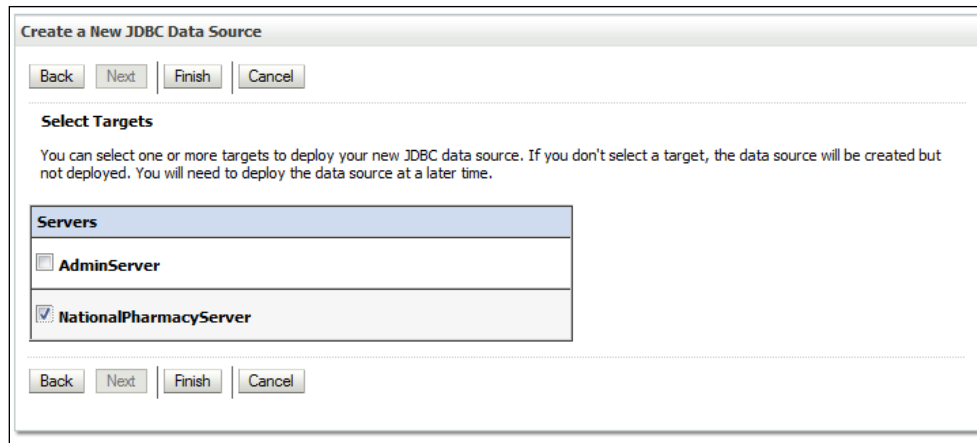 Create a New JDBC Data Source
Back Next Finish Cancel
Select Targets
You can select one or more targets to deploy your new JDBC data source. If you don't select a target, the data source will be created but
not deployed. You will need to deploy the data source at a later time.
Servers
AdminServer
NationalPharmacyServer
Back Next Finish Cancel